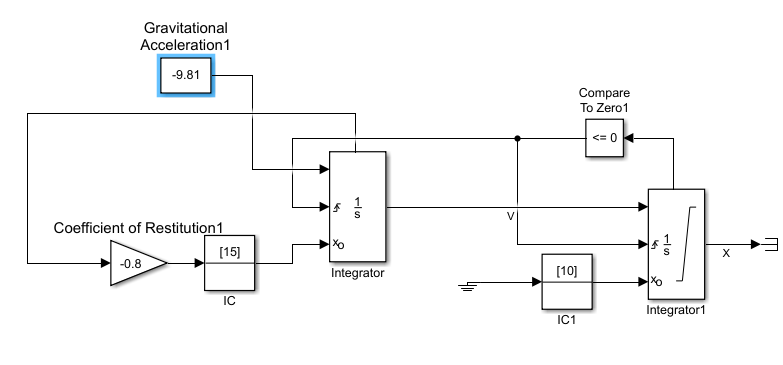 Gravitational
Acceleration1
-9.81
Compare
To Zero1
<= 0
1
s
xo
Integrator
Coefficient of Restitution1
-0.8
[15]
IC
V
1
s
xo
Integrator1
[10]
IC1
X